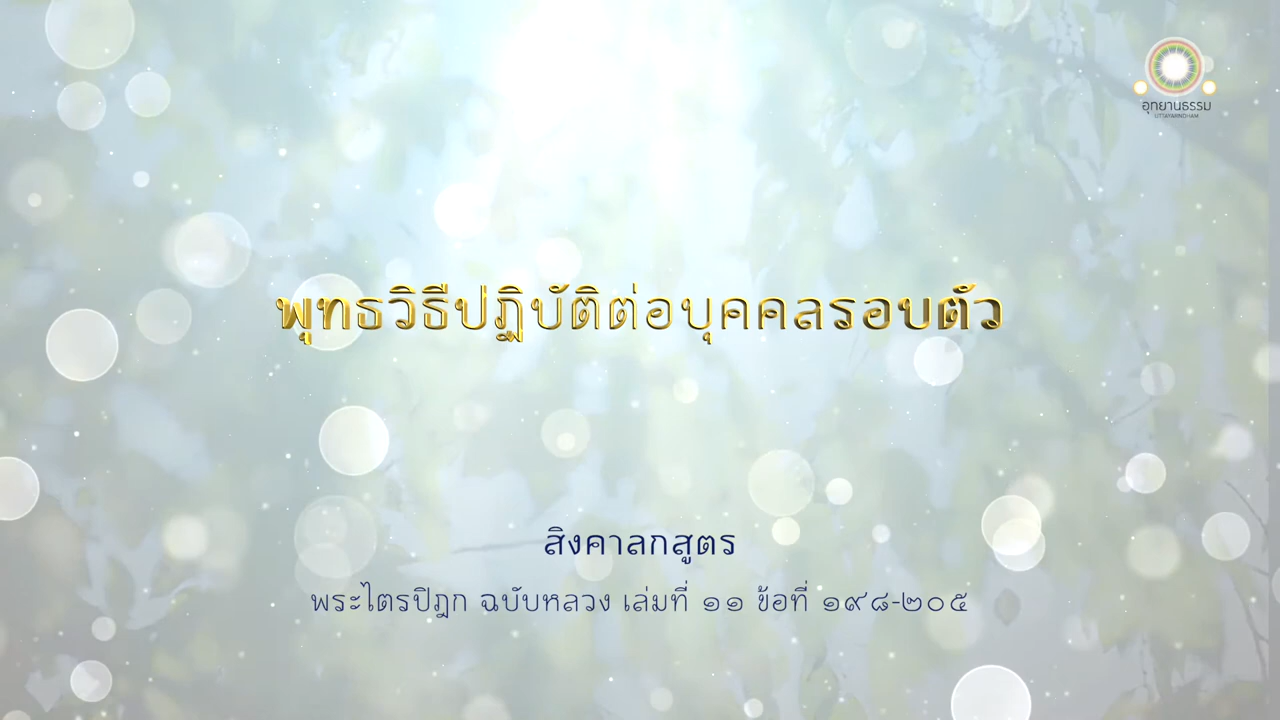 อุทยานธรรม
UTTAYARNDHAM
พุทธวิธีปฏิบัติต่อบุคคลรอบตัว
สิงคาลกสูตร
พระไตรปิฎก ฉบับหลวง เล่มที่ ๑๑ ข้อที่ ๑๙๘-๒๐๕